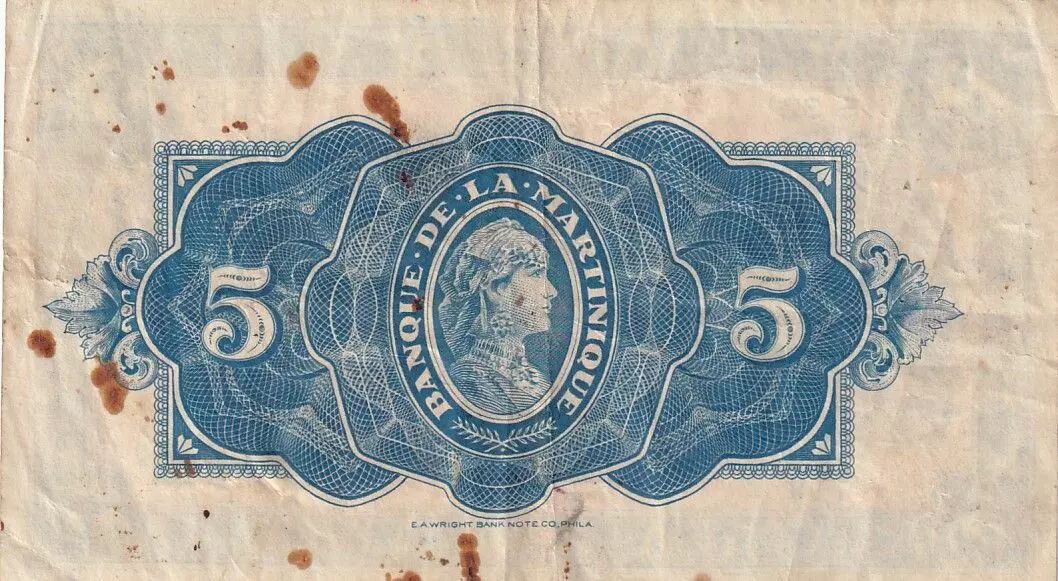 BANQUE · DE · LA · MARTINIQUE
5
5
E.A.WRIGHT BANK NOTE CO., PHILA.